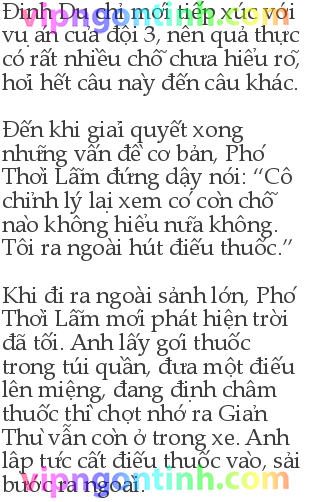 Đinh Du chỉ mới tiếp xúc với
vụ án của đội 3, nên quả thực
có rất nhiều chỗ chưa hiểu rõ,
hỏi hết câu này đến câu khác.

Đến khi giải quyết xong
những vấn đề cơ bản, Phó
Thời Lẫm đứng dậy nói: “Cô
chỉnh lý lại xem có còn chỗ
nào không hiểu nữa không.
Tôi ra ngoài hút điếu thuốc.”

Khi đi ra ngoài sảnh lớn, Phó
Thời Lẫm mới phát hiện trời
đã tối. Anh lấy gói thuốc
trong túi quần, đưa một điếu
lên miệng, đang định châm
thuốc thì chợt nhớ ra Giản
Thư vẫn còn ở trong xe. Anh
lập tức cất điếu thuốc vào, sải
bước ra ngoài.
vipngontinh.com
vipngontinh.com